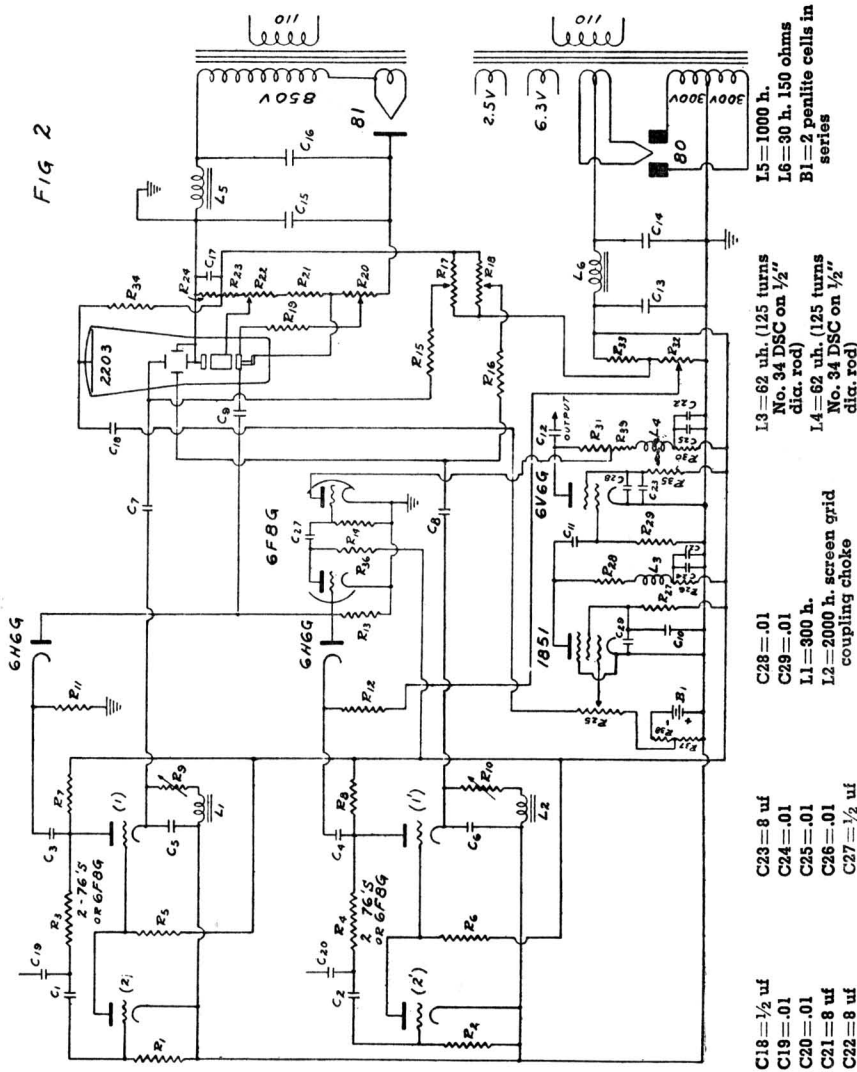 FIG 2
110
850V
81
C16
L5
C15
C17
R24
R23
R22
R21
R20
R19
R34
2203
C18
C9
R17
R18
R15
R16
C7
C8
110
2.5V
6.3V
300V
300V
80
L6
C14
C13
R33
R32
C12
OUTPUT
R31
R39
L4
C22
C25
R30
R35
6V6G
C28
C23
C11
R29
R28
L3
R27
1851
C29
C10
R25
B1
- +
R38
R37
6F8G
C27
R14
R36
R13
6H6G
6H6G
R11
R12
C3
R7
C19
C1
R3
2-76'S
OR 6F8G
(1)
(2)
R9
C5
L1
R5
R1
C4
R8
C20
C2
R4
2 76'S
OR 6F8G
(1')
(2')
R10
C6
L2
R6
R2
C18=½ uf
C19=.01
C20=.01
C21=8 uf
C22=8 uf
C23=8 uf
C24=.01
C25=.01
C26=.01
C27=½ uf
C28=.01
C29=.01
L1=300 h.
L2=2000 h. screen grid
coupling choke
L3=62 uh. (125 turns
No. 34 DSC on ½"
dia. rod)
L4=62 uh. (125 turns
No. 34 DSC on ½"
dia. rod)
L5=1000 h.
L6=30 h. 150 ohms
B1=2 penlite cells in
series